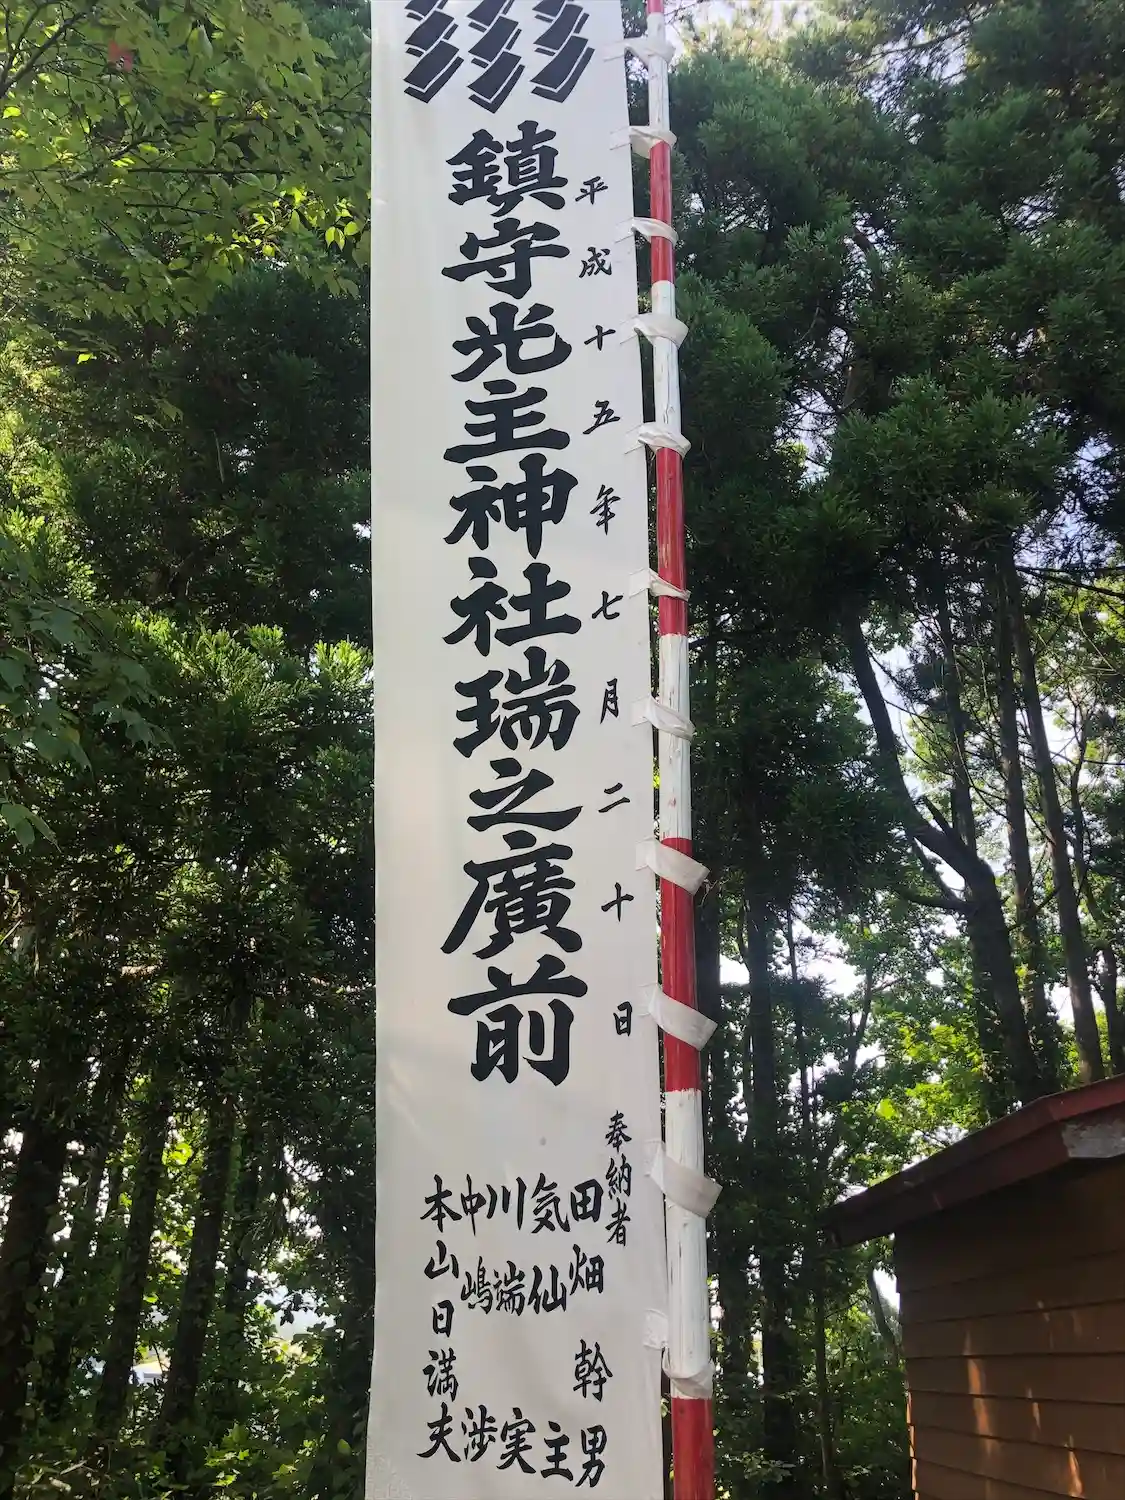 平成十五年七月二十日
鎮守光主神社瑞之廣前
奉納者
田畑幹男
気仙主
川端実
中嶋渉
本山日満夫